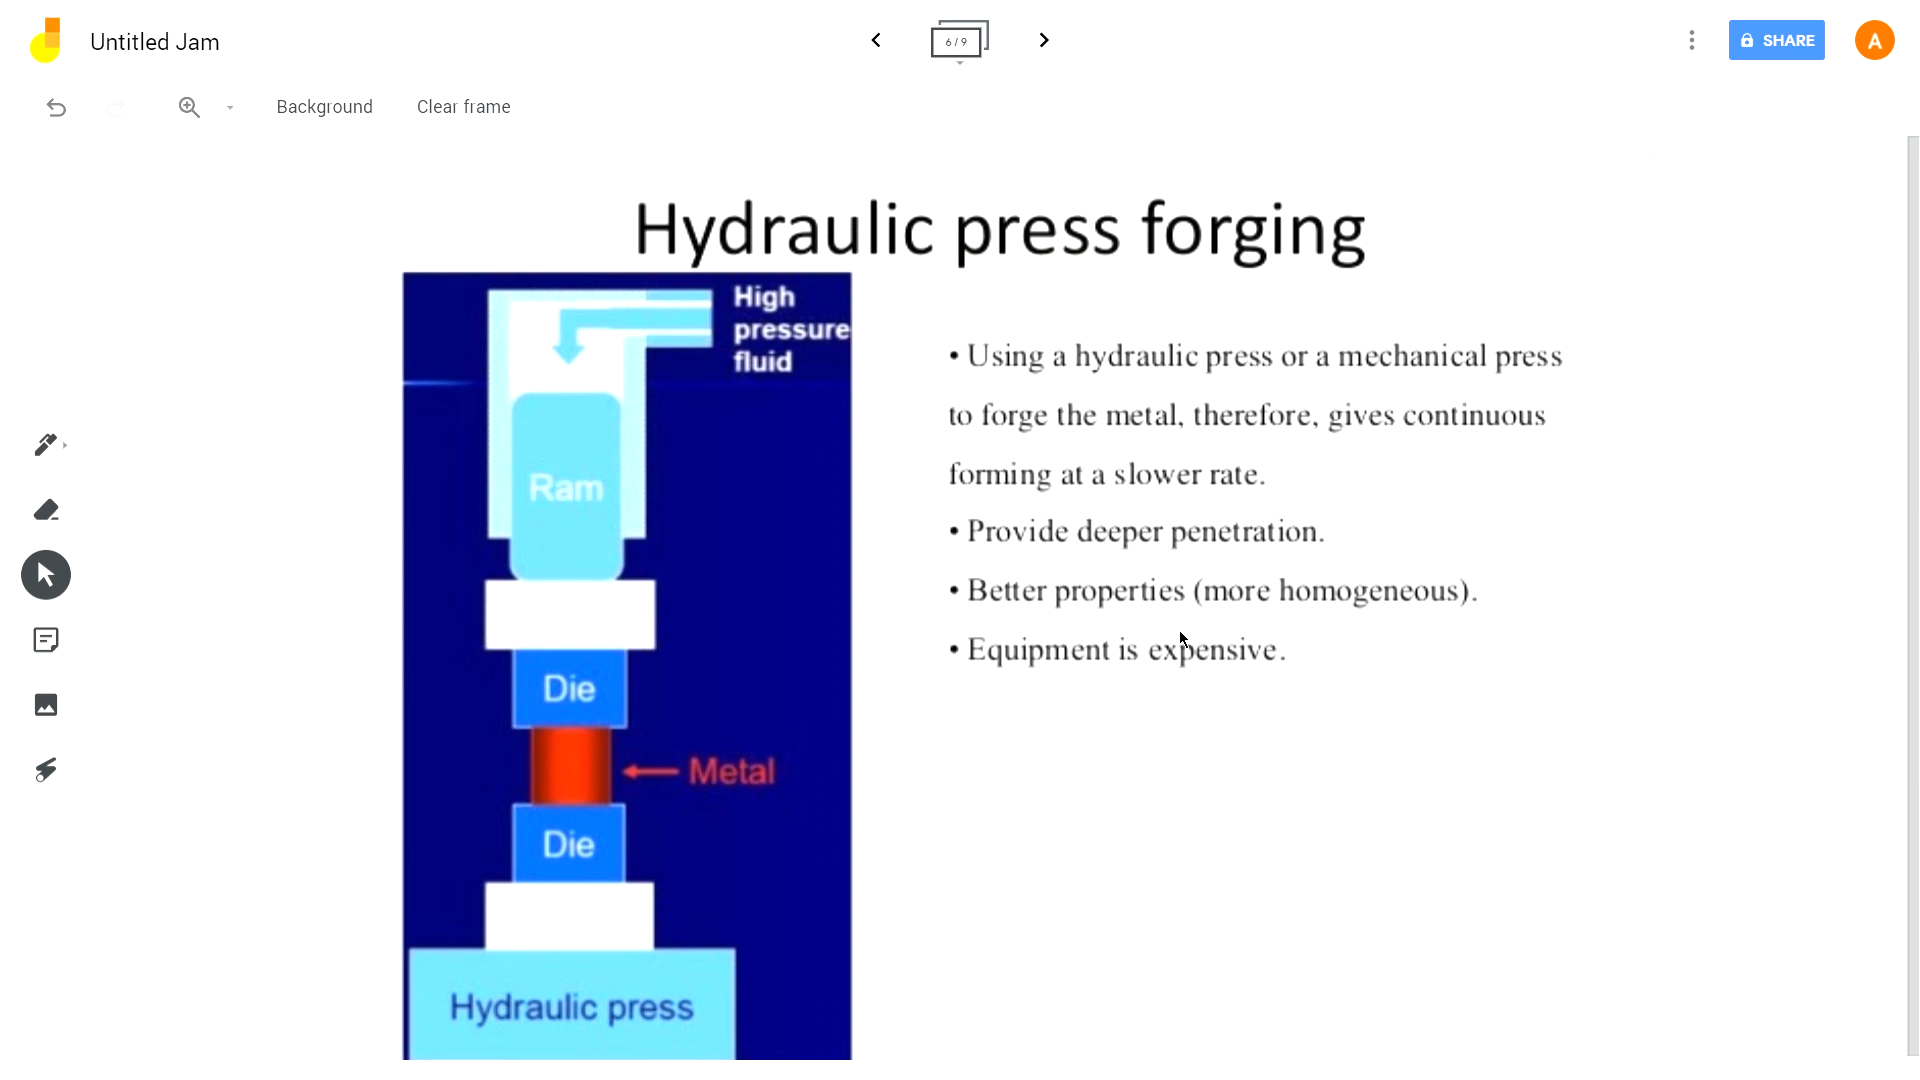 Untitled Jam
6 / 9
SHARE
A
Background
Clear frame
Hydraulic press forging
High
pressure
fluid
Ram
Die
Metal
Die
Hydraulic press
• Using a hydraulic press or a mechanical press
to forge the metal, therefore, gives continuous
forming at a slower rate.
• Provide deeper penetration.
• Better properties (more homogeneous).
• Equipment is expensive.